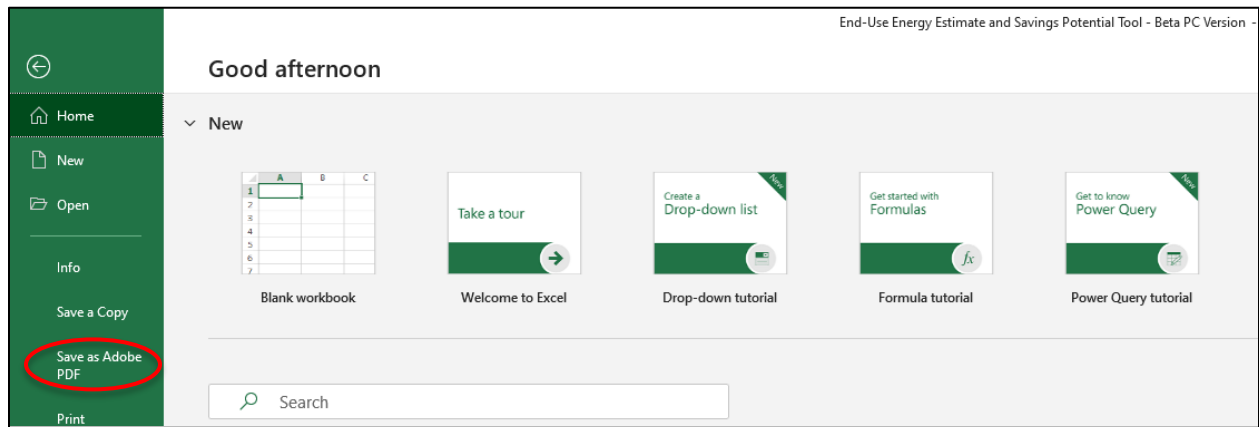 End-Use Energy Estimate and Savings Potential Tool - Beta PC Version -
Good afternoon
Home
New
New
Open
Info
Save a Copy
Save as Adobe
PDF
Print
A B C
1
2
3
4
5
6
7
Blank workbook
Take a tour
Welcome to Excel
Create a
Drop-down list
New
Drop-down tutorial
Get started with
Formulas
fx
Formula tutorial
Get to know
Power Query
New
Power Query tutorial
Search